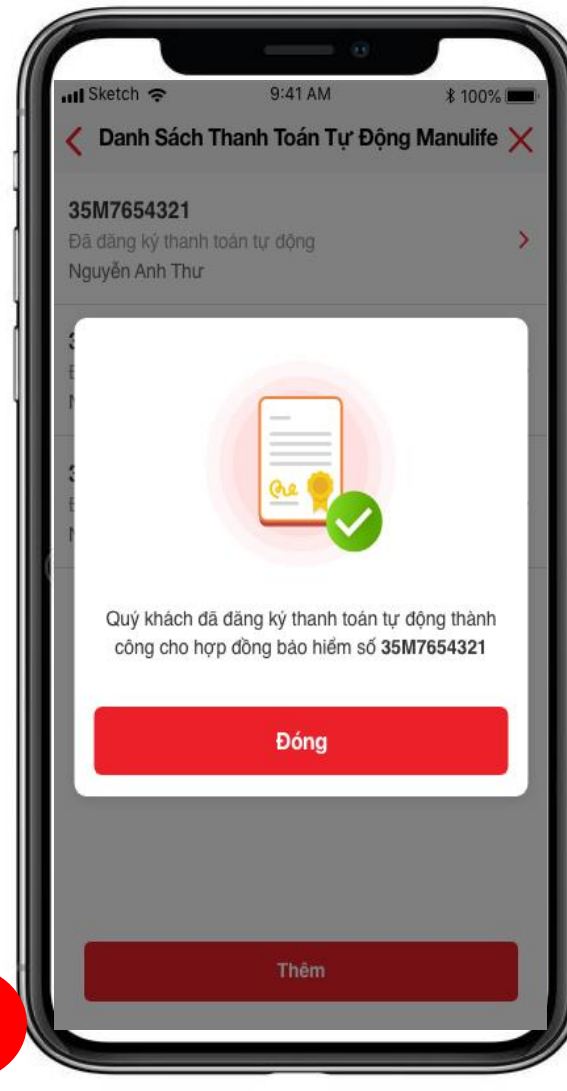 Sketch 9:41 AM 100%
Danh Sách Thanh Toán Tự Động Manulife
35M7654321
Đã đăng ký thanh toán tự động
Nguyễn Anh Thư
Quý khách đã đăng ký thanh toán tự động thành
công cho hợp đồng bảo hiểm số 35M7654321
Đóng
Thêm